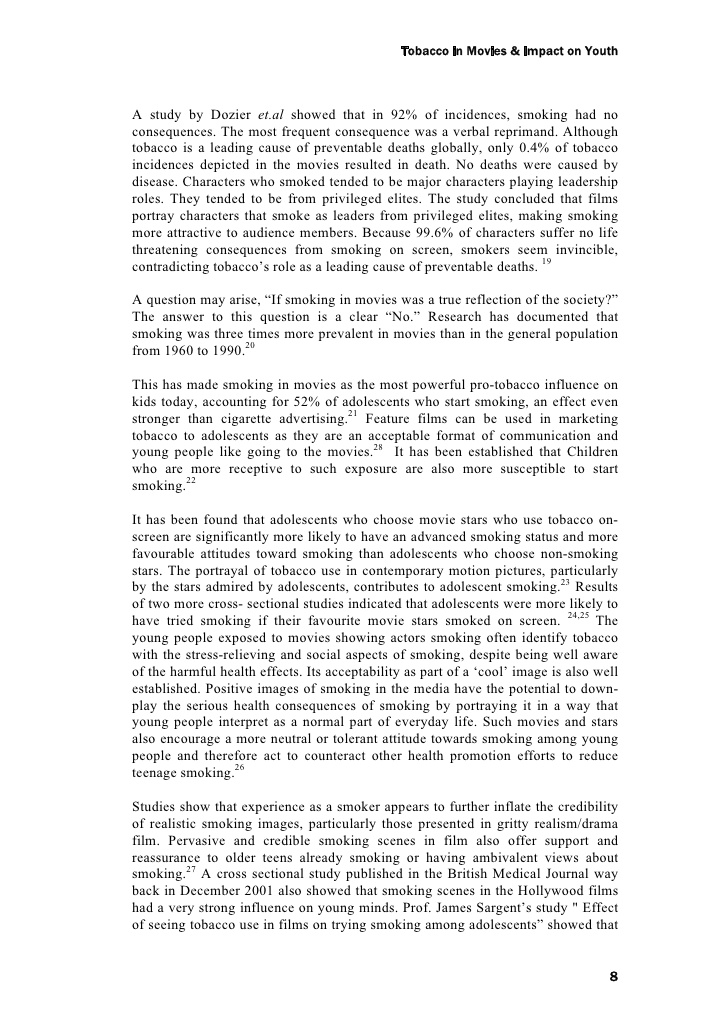 Tobacco In Movies & Impact on Youth
A study by Dozier et.al showed that in 92% of incidences, smoking had no
consequences. The most frequent consequence was a verbal reprimand. Although
tobacco is a leading cause of preventable deaths globally, only 0.4% of tobacco
incidences depicted in the movies resulted in death. No deaths were caused by
disease. Characters who smoked tended to be major characters playing leadership
roles. They tended to be from privileged elites. The study concluded that films
portray characters that smoke as leaders from privileged elites, making smoking
more attractive to audience members. Because 99.6% of characters suffer no life
threatening consequences from smoking on screen, smokers seem invincible,
contradicting tobacco's role as a leading cause of preventable deaths. 19
A question may arise, “If smoking in movies was a true reflection of the society?”
The answer to this question is a clear “No.” Research has documented that
smoking was three times more prevalent in movies than in the general population
from 1960 to 1990.20
This has made smoking in movies as the most powerful pro-tobacco influence on
kids today, accounting for 52% of adolescents who start smoking, an effect even
stronger than cigarette advertising.21 Feature films can be used in marketing
tobacco to adolescents as they are an acceptable format of communication and
young people like going to the movies.28 It has been established that Children
who are more receptive to such exposure are also more susceptible to start
smoking.22
It has been found that adolescents who choose movie stars who use tobacco on-
screen are significantly more likely to have an advanced smoking status and more
favourable attitudes toward smoking than adolescents who choose non-smoking
stars. The portrayal of tobacco use in contemporary motion pictures, particularly
by the stars admired by adolescents, contributes to adolescent smoking.23 Results
of two more cross- sectional studies indicated that adolescents were more likely to
have tried smoking if their favourite movie stars smoked on screen. 24,25 The
young people exposed to movies showing actors smoking often identify tobacco
with the stress-relieving and social aspects of smoking, despite being well aware
of the harmful health effects. Its acceptability as part of a ‘cool’ image is also well
established. Positive images of smoking in the media have the potential to down-
play the serious health consequences of smoking by portraying it in a way that
young people interpret as a normal part of everyday life. Such movies and stars
also encourage a more neutral or tolerant attitude towards smoking among young
people and therefore act to counteract other health promotion efforts to reduce
teenage smoking.26
Studies show that experience as a smoker appears to further inflate the credibility
of realistic smoking images, particularly those presented in gritty realism/drama
film. Pervasive and credible smoking scenes in film also offer support and
reassurance to older teens already smoking or having ambivalent views about
smoking.27 A cross sectional study published in the British Medical Journal way
back in December 2001 also showed that smoking scenes in the Hollywood films
had a very strong influence on young minds. Prof. James Sargent’s study " Effect
of seeing tobacco use in films on trying smoking among adolescents” showed that
8